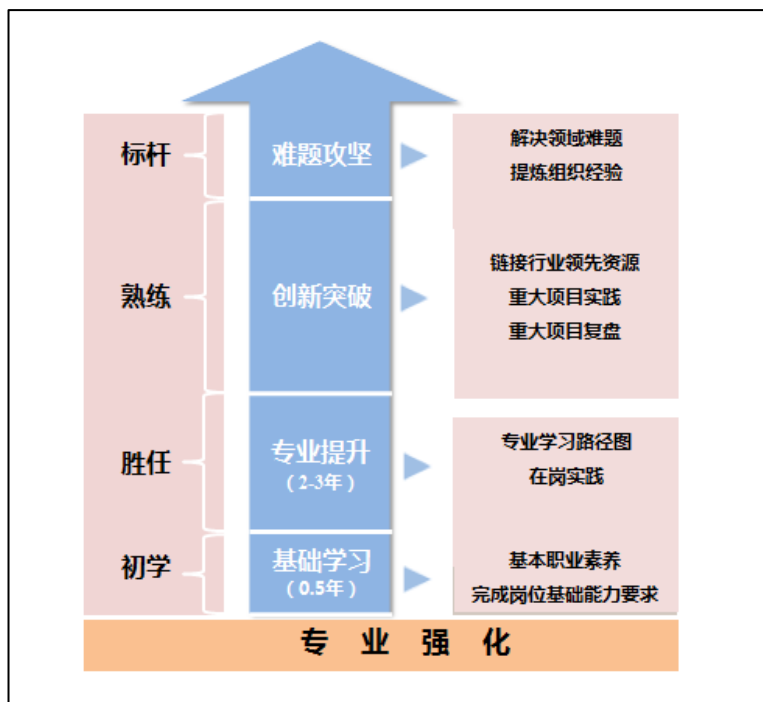 标杆
难题攻坚
解决领域难题
提炼组织经验
熟练
创新突破
链接行业领先资源
重大项目实践
重大项目复盘
胜任
专业提升
（2-3年）
专业学习路径图
在岗实践
初学
基础学习
（0.5年）
基本职业素养
完成岗位基础能力要求
专 业 强 化